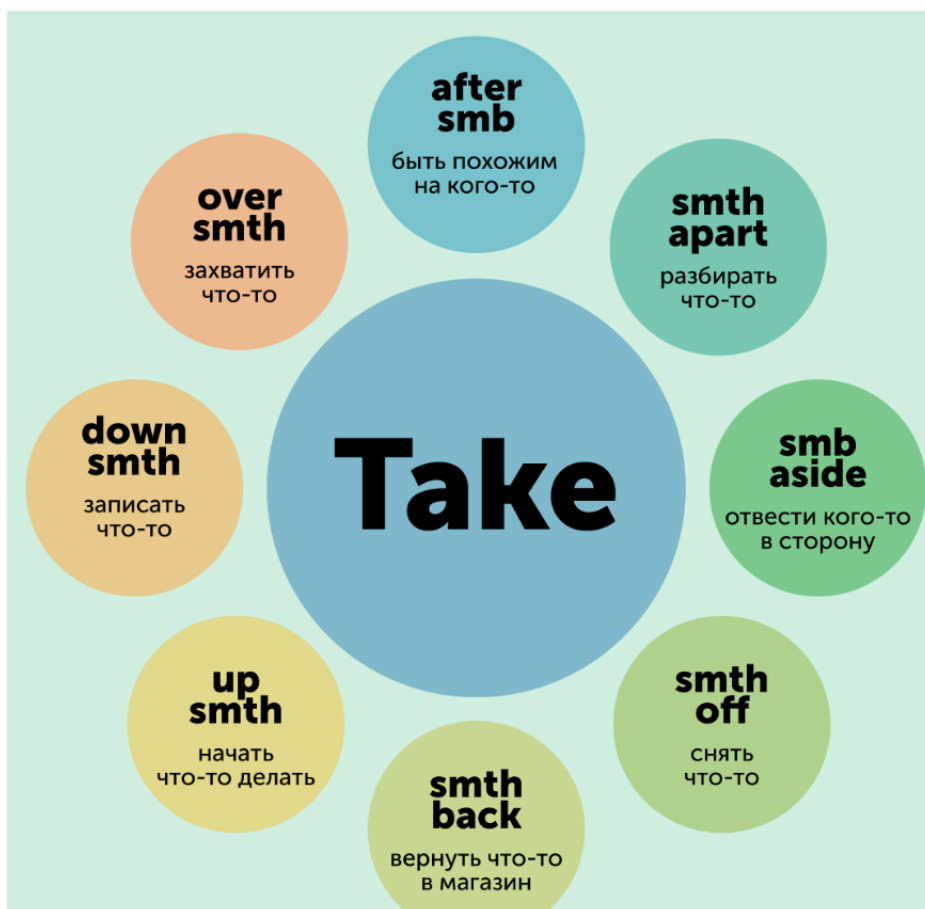 after
smb
быть похожим
на кого-то
smth
apart
разбирать
что-то
smb
aside
отвести кого-то
в сторону
smth
off
снять
что-то
smth
back
вернуть что-то
в магазин
up
smth
начать
что-то делать
down
smth
записать
что-то
over
smth
захватить
что-то
Take